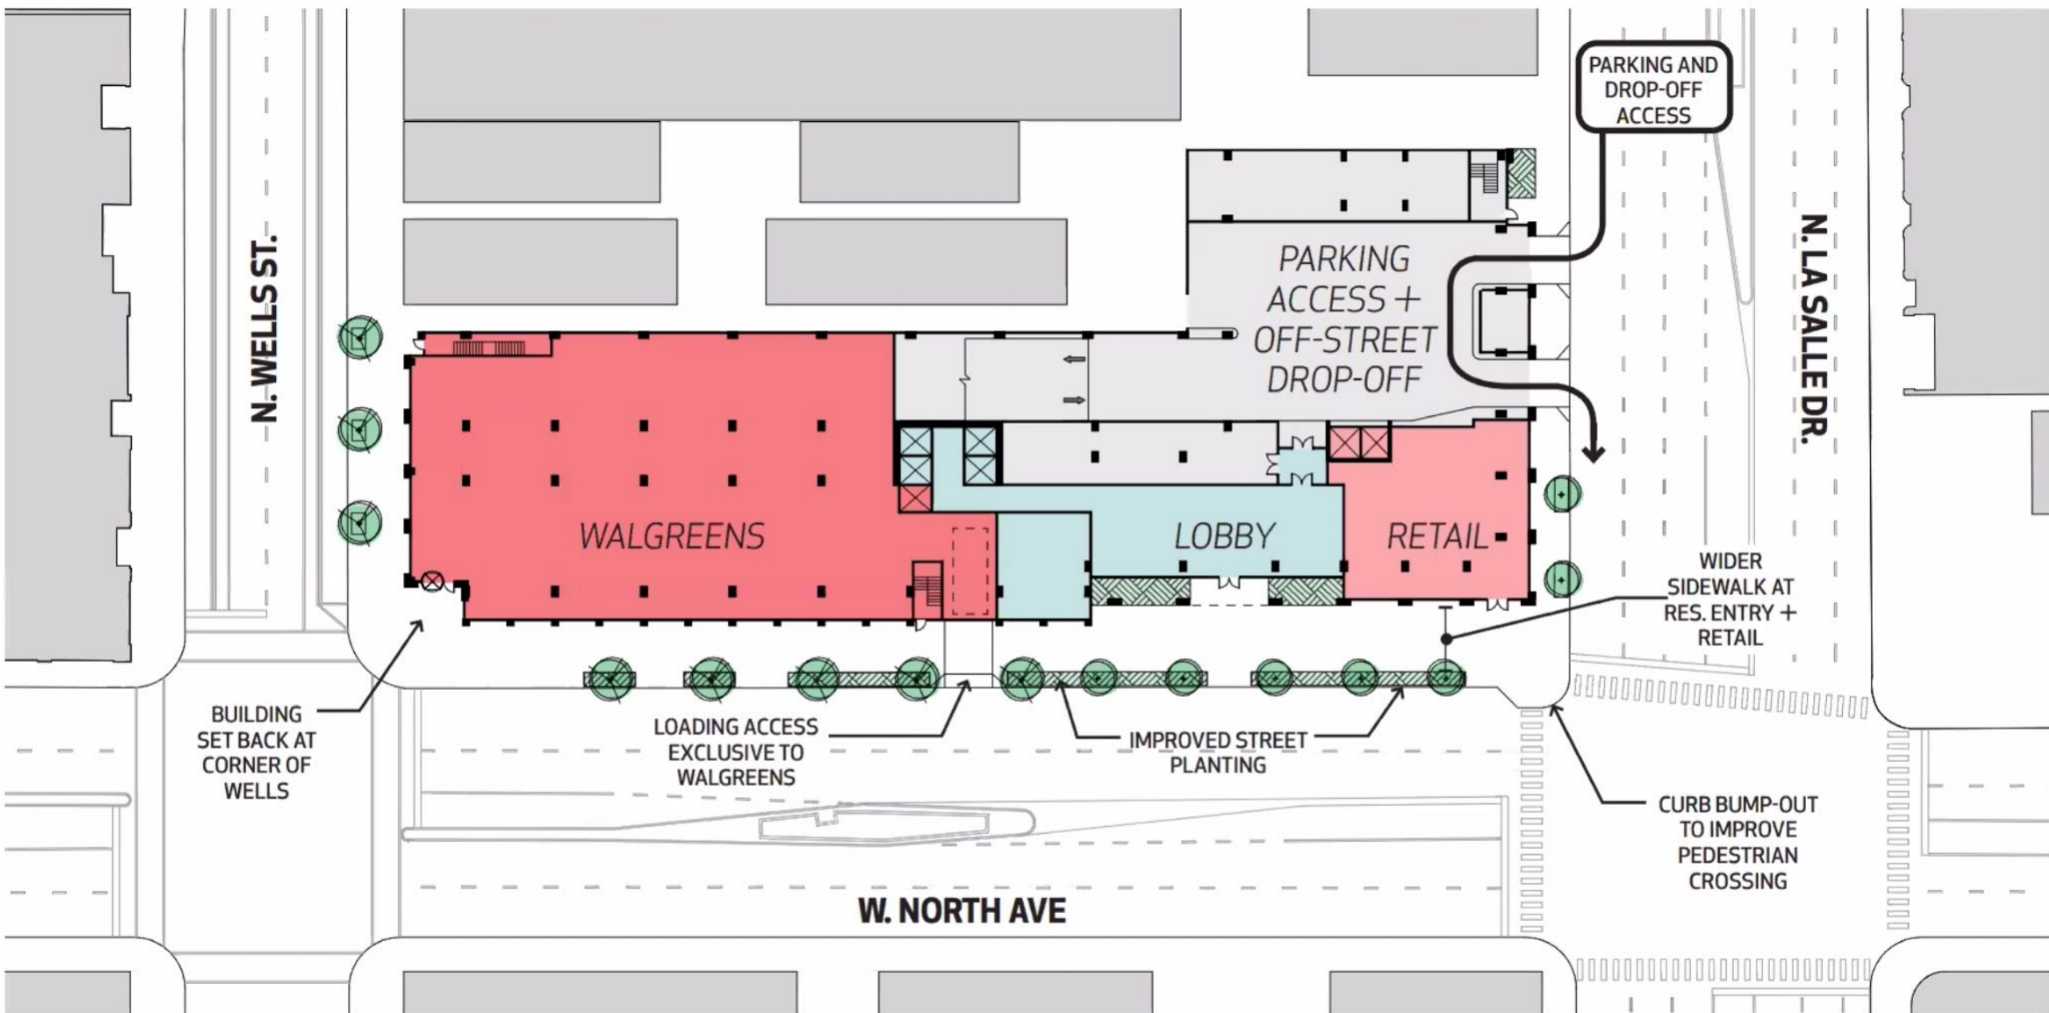 PARKING AND
DROP-OFF
ACCESS
N. WELLS ST.
N. LA SALLE DR.
PARKING
ACCESS +
OFF-STREET
DROP-OFF
WALGREENS
LOBBY
RETAIL
WIDER
SIDEWALK AT
RES. ENTRY +
RETAIL
BUILDING
SET BACK AT
CORNER OF
WELLS
LOADING ACCESS
EXCLUSIVE TO
WALGREENS
IMPROVED STREET
PLANTING
CURB BUMP-OUT
TO IMPROVE
PEDESTRIAN
CROSSING
W. NORTH AVE